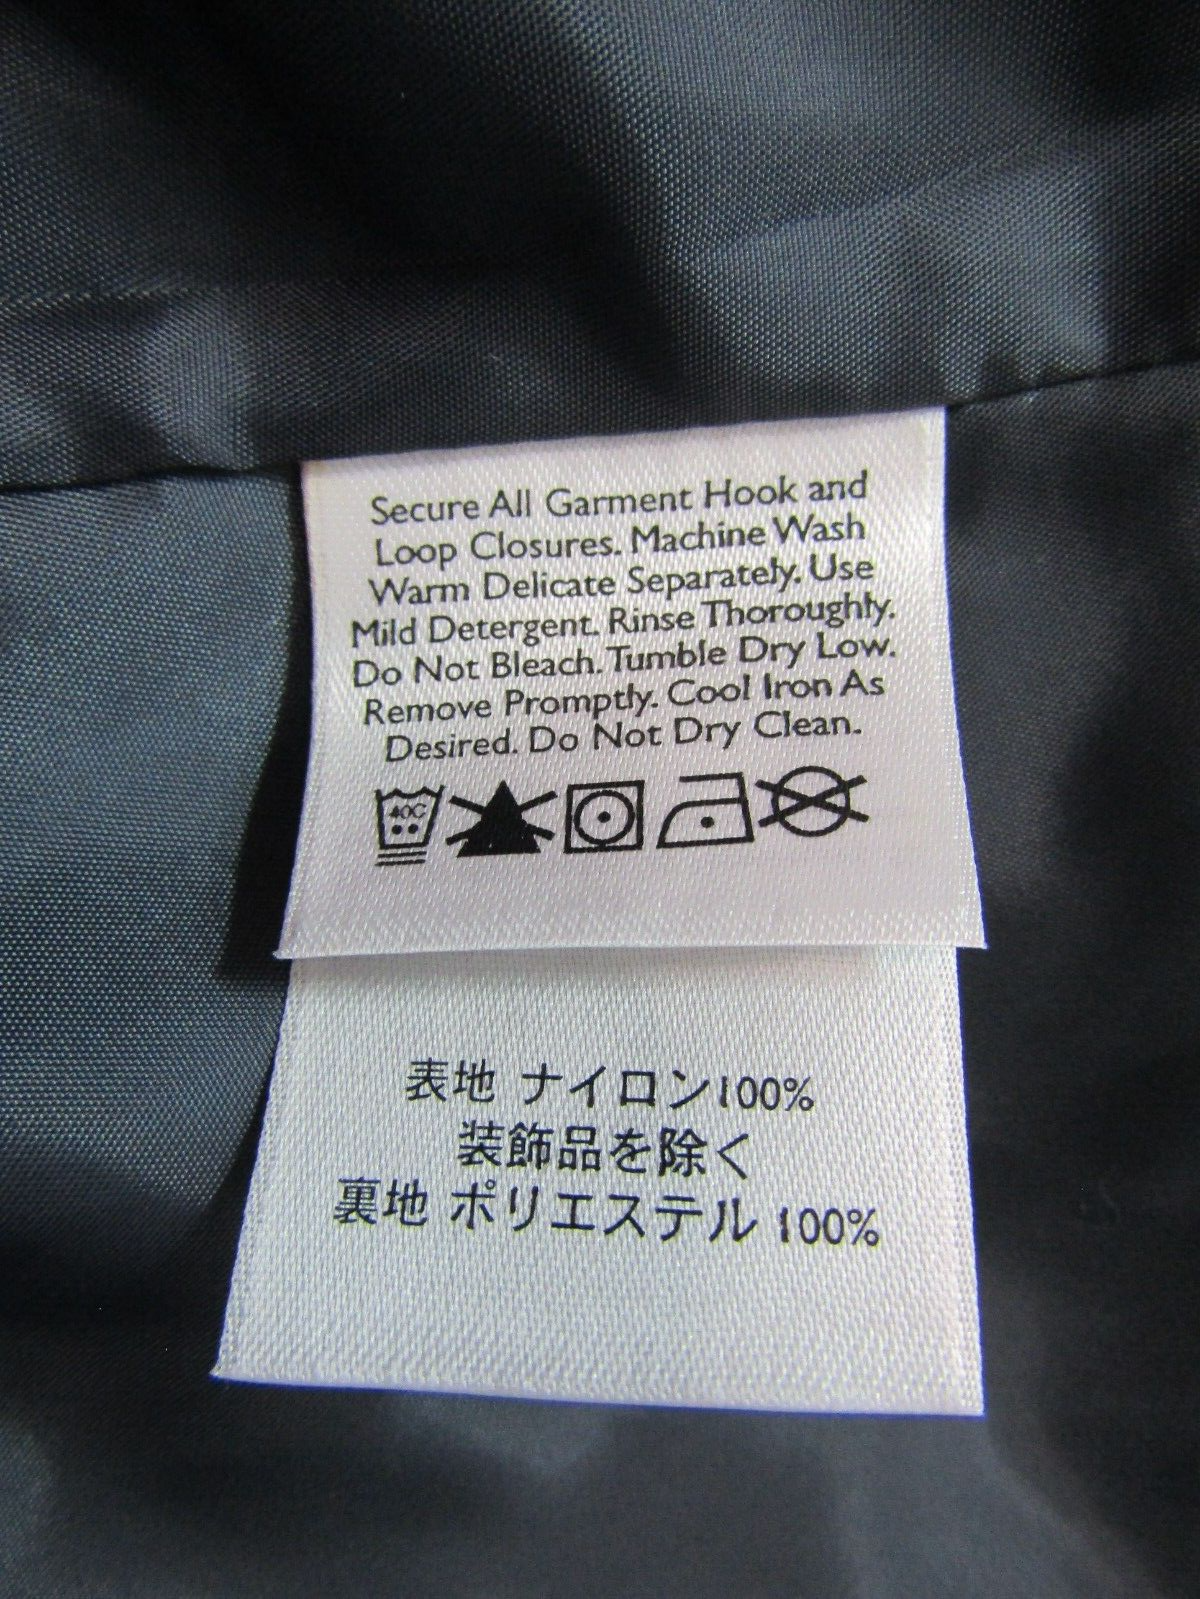 Secure All Garment Hook and
Loop Closures. Machine Wash
Warm Delicate Separately. Use
Mild Detergent. Rinse Thoroughly.
Do Not Bleach. Tumble Dry Low.
Remove Promptly. Cool Iron As
Desired. Do Not Dry Clean.
40C
表地 ナイロン100%
装飾品を除く
裏地 ポリエステル 100%